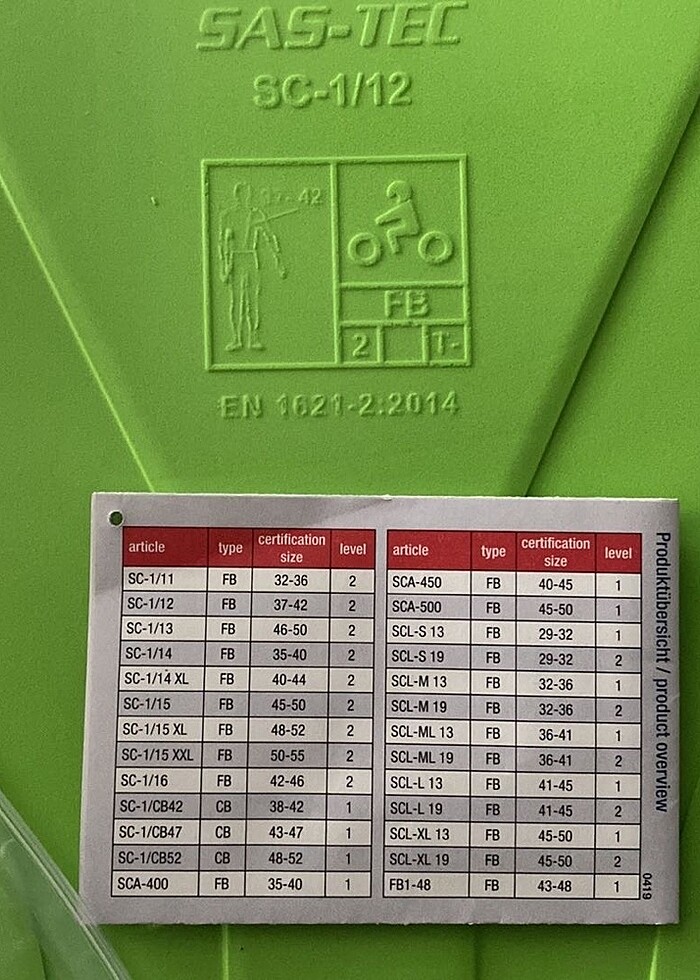 SAS-TEC
SC-1/12
37-42
FB
2 T-
EN 1621-2:2014
article type certification size level
SC-1/11 FB 32-36 2
SC-1/12 FB 37-42 2
SC-1/13 FB 46-50 2
SC-1/14 FB 35-40 2
SC-1/14 XL FB 40-44 2
SC-1/15 FB 45-50 2
SC-1/15 XL FB 48-52 2
SC-1/15 XXL FB 50-55 2
SC-1/16 FB 42-46 2
SC-1/CB42 CB 38-42 1
SC-1/CB47 CB 43-47 1
SC-1/CB52 CB 48-52 1
SCA-400 FB 35-40 1
article type certification size level
SCA-450 FB 40-45 1
SCA-500 FB 45-50 1
SCL-S 13 FB 29-32 1
SCL-S 19 FB 29-32 2
SCL-M 13 FB 32-36 1
SCL-M 19 FB 32-36 2
SCL-ML 13 FB 36-41 1
SCL-ML 19 FB 36-41 2
SCL-L 13 FB 41-45 1
SCL-L 19 FB 41-45 2
SCL-XL 13 FB 45-50 1
SCL-XL 19 FB 45-50 2
FB1-48 FB 43-48 1
Produktübersicht / product overview
0419